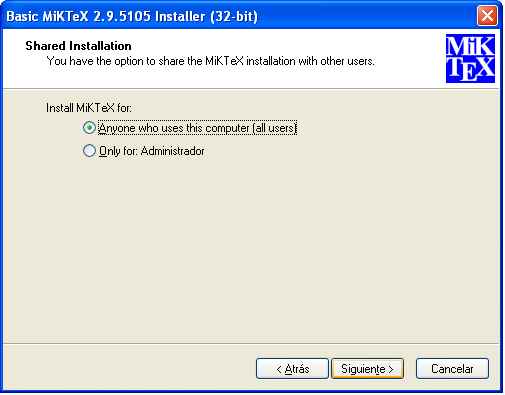 Basic MiKTeX 2.9.5105 Installer (32-bit)
Shared Installation
You have the option to share the MiKTeX installation with other users.
MiK
TEX
Install MiKTeX for:
Anyone who uses this computer (all users)
Only for: Administrador
< Atrás
Siguiente >
Cancelar